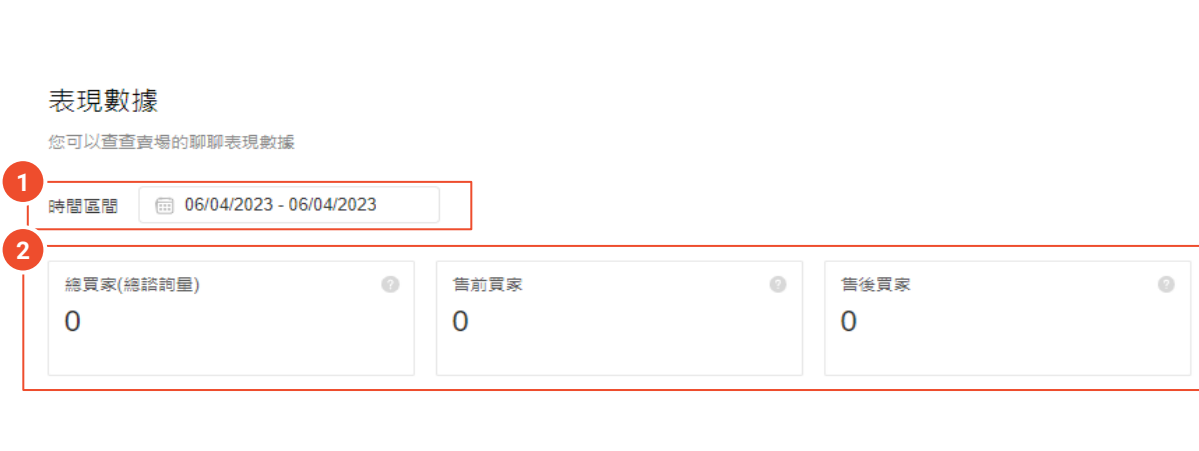 表現數據
您可以查查賣場的聊聊表現數據
1
時間區間 06/04/2023 - 06/04/2023
2
總買家(總諮詢量) ? 售前買家 ? 售後買家 ?
0 0 0